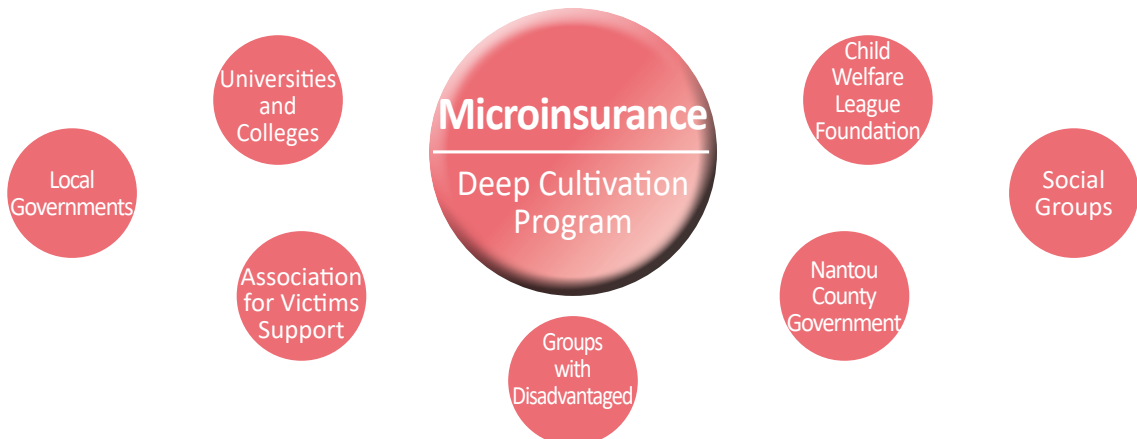 Universities
and
Colleges
Microinsurance
Deep Cultivation
Program
Child
Welfare
League
Foundation
Local
Governments
Social
Groups
Association
for Victims
Support
Nantou
County
Government
Groups
with
Disadvantaged